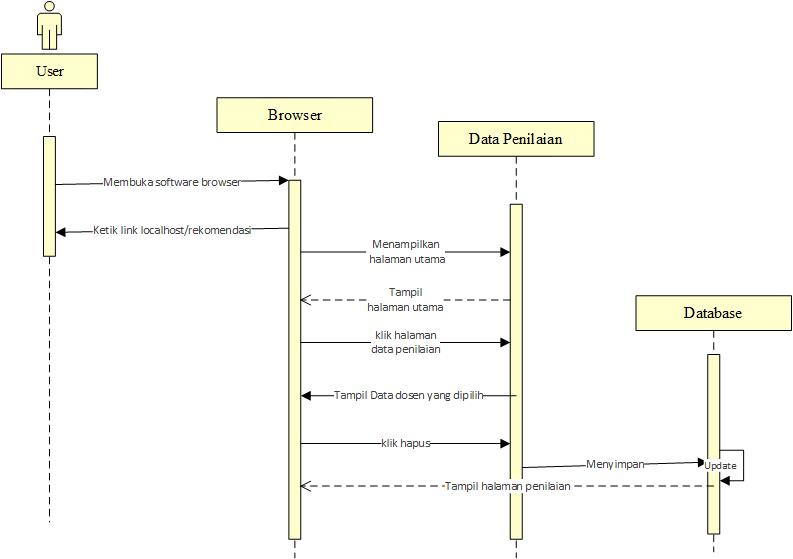 User
Browser
Data Penilaian
Membuka software browser
Ketik link localhost/rekomendasi
Menampilkan
halaman utama
Tampil
halaman utama
Database
klik halaman
data penilaian
Tampil Data dosen yang dipilih
klik hapus
Menyimpan
Update
Tampil halaman penilaian